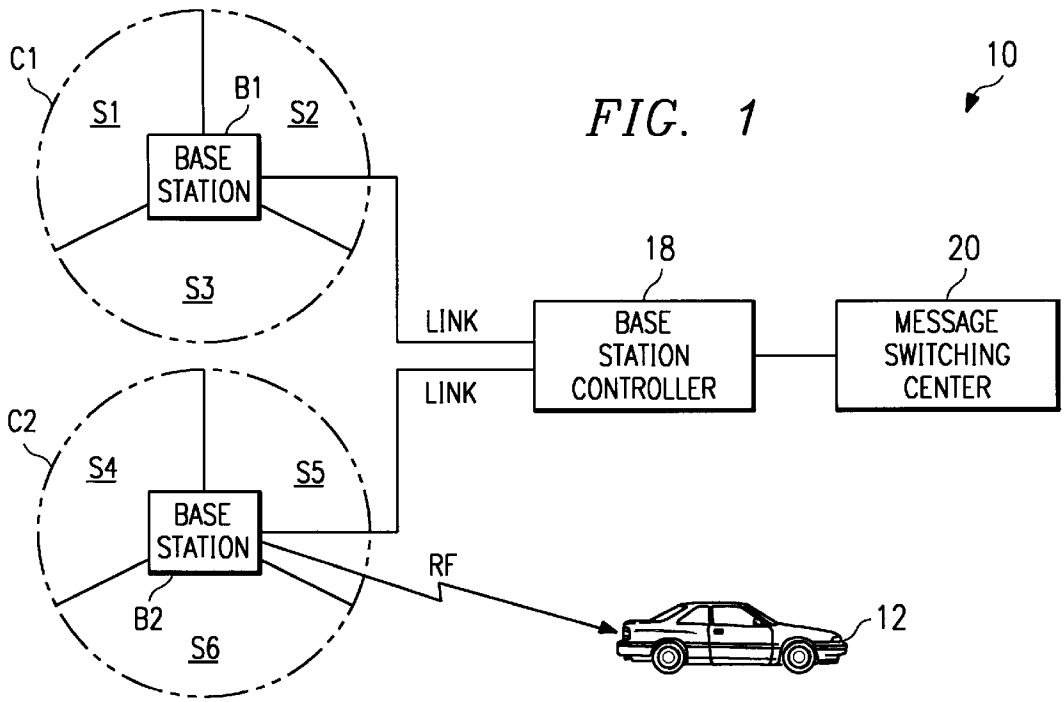 C1
S1
B1
S2
BASE
STATION
S3
FIG. 1
10
18
20
LINK
BASE
STATION
CONTROLLER
MESSAGE
SWITCHING
CENTER
LINK
C2
S4
S5
BASE
STATION
B2
S6
RF
12